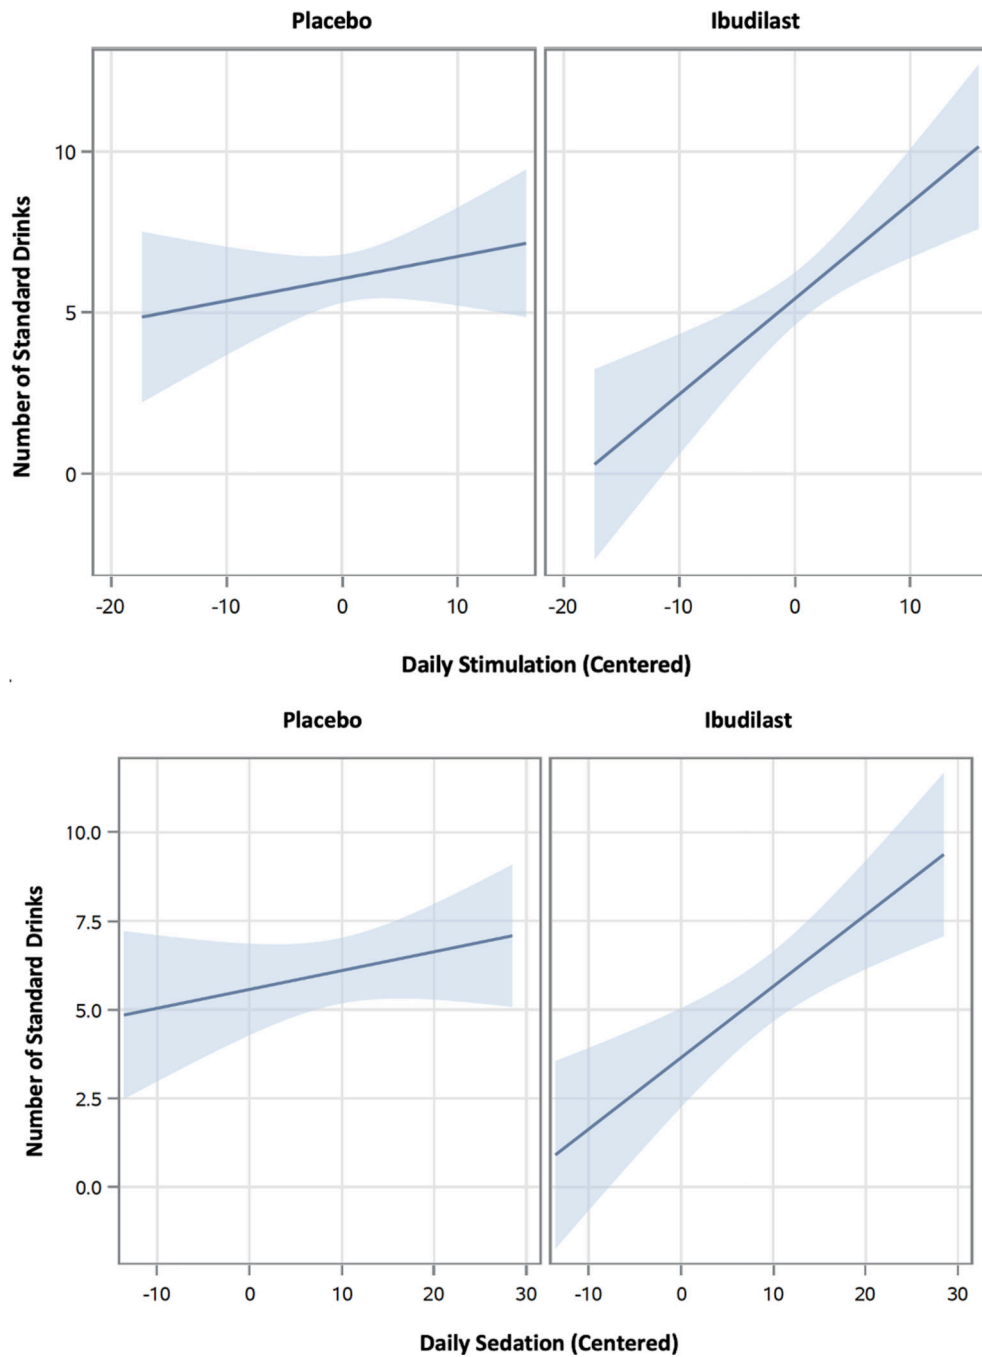 Placebo Ibudilast
Number of Standard Drinks
10
5
0
-20 -10 0 10 -20 -10 0 10
Daily Stimulation (Centered)
Placebo Ibudilast
Number of Standard Drinks
10.0
7.5
5.0
2.5
0.0
-10 0 10 20 30 -10 0 10 20 30
Daily Sedation (Centered)